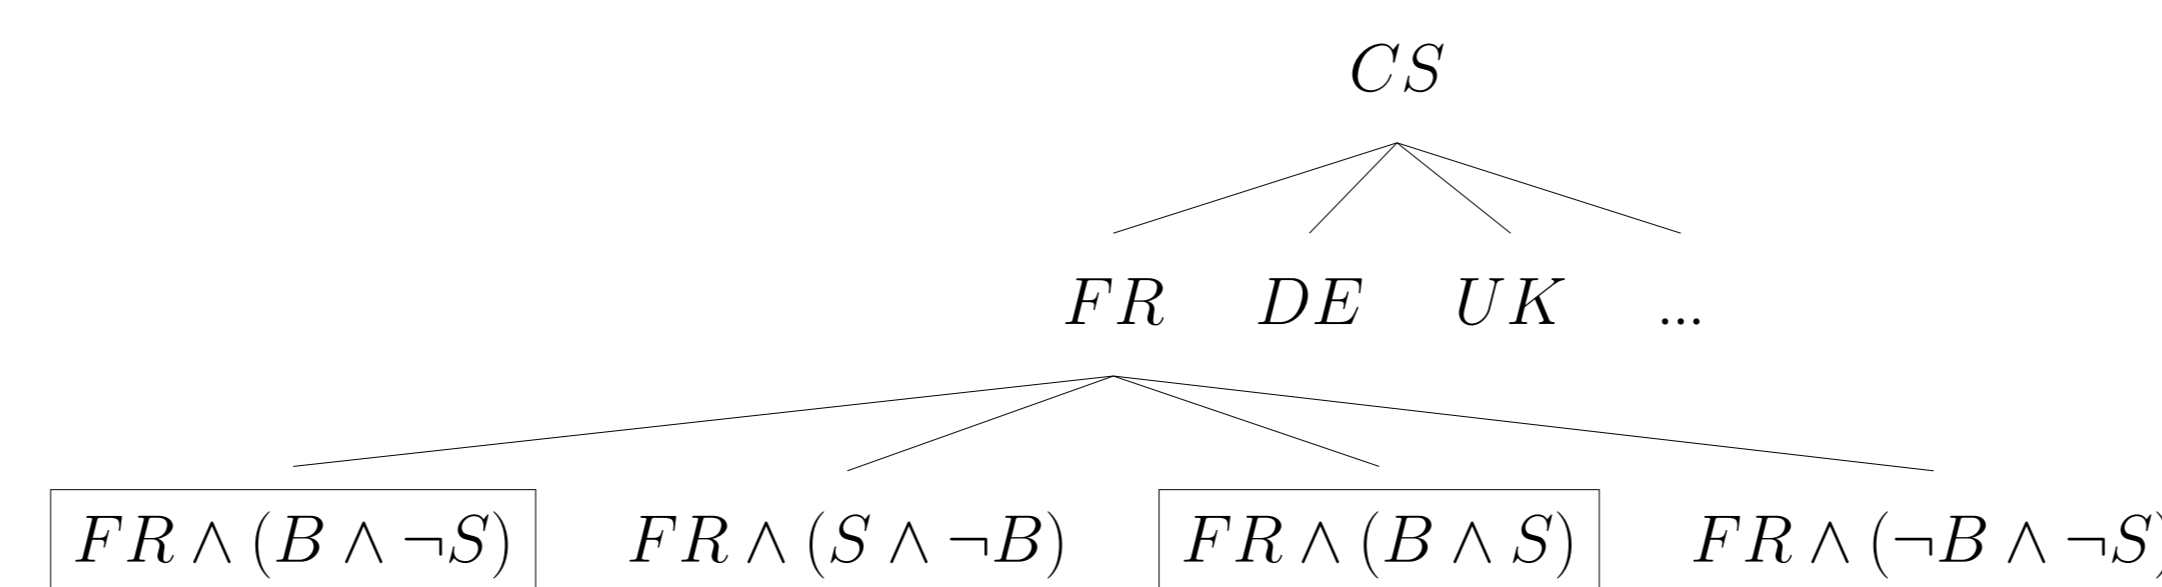 CS
FR DE UK ...
FR ∧ (B ∧ ¬S) FR ∧ (S ∧ ¬B) FR ∧ (B ∧ S) FR ∧ (¬B ∧ ¬S)